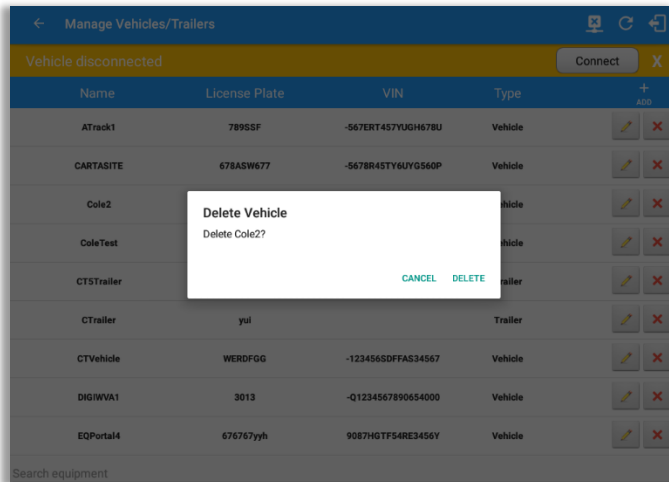 Manage Vehicles/Trailers
Vehicle disconnected Connect X
Name License Plate VIN Type + ADD
ATrack1 789SSF -567ERT457YUGH678U Vehicle
CARTASITE 678ASW677 -5678R45TY6UYG560P Vehicle
Cole2 hicle
Delete Vehicle
Delete Cole2?
ColeTest hicle
CANCEL DELETE
CT5Trailer railer
CTrailer yui Trailer
CTVehicle WERDFGG -123456SDFFAS34567 Vehicle
DIGIWVA1 3013 -Q1234567890654000 Vehicle
EQPortal4 676767yyh 9087HGTF54RE3456Y Vehicle
Search equipment